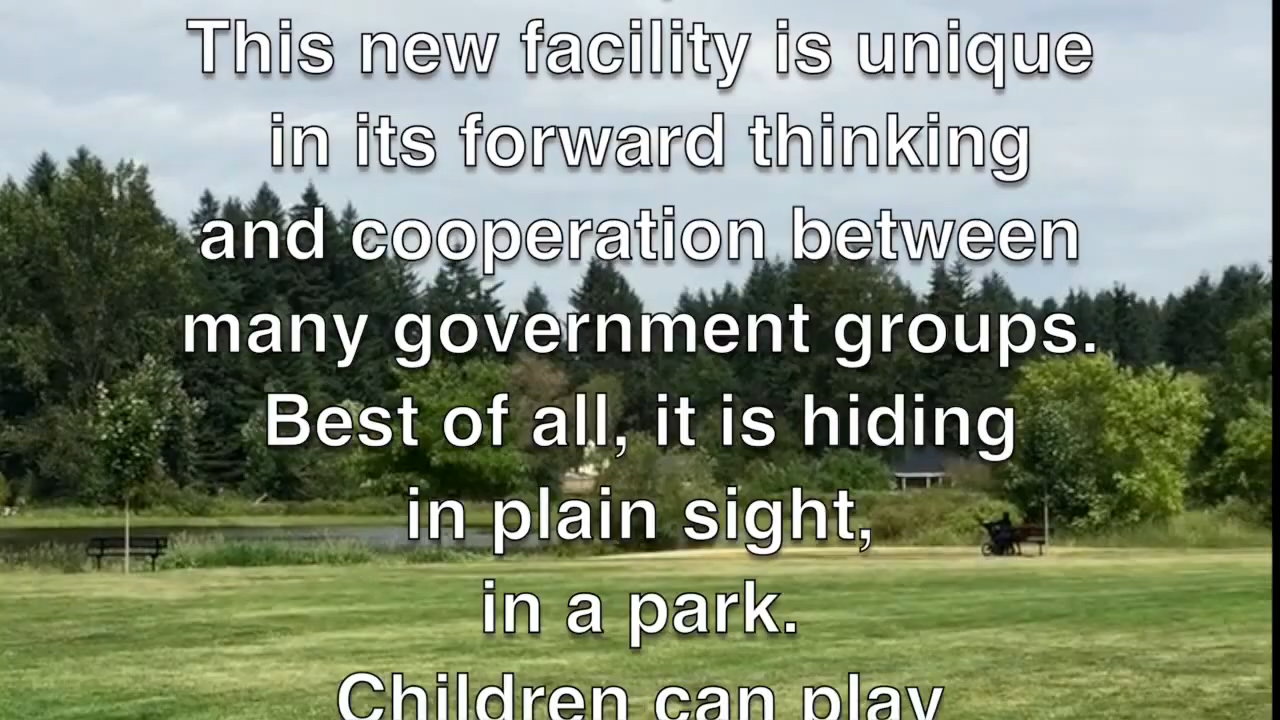 This new facility is unique
in its forward thinking
and cooperation between
many government groups.
Best of all, it is hiding
in plain sight,
in a park.
Children can play